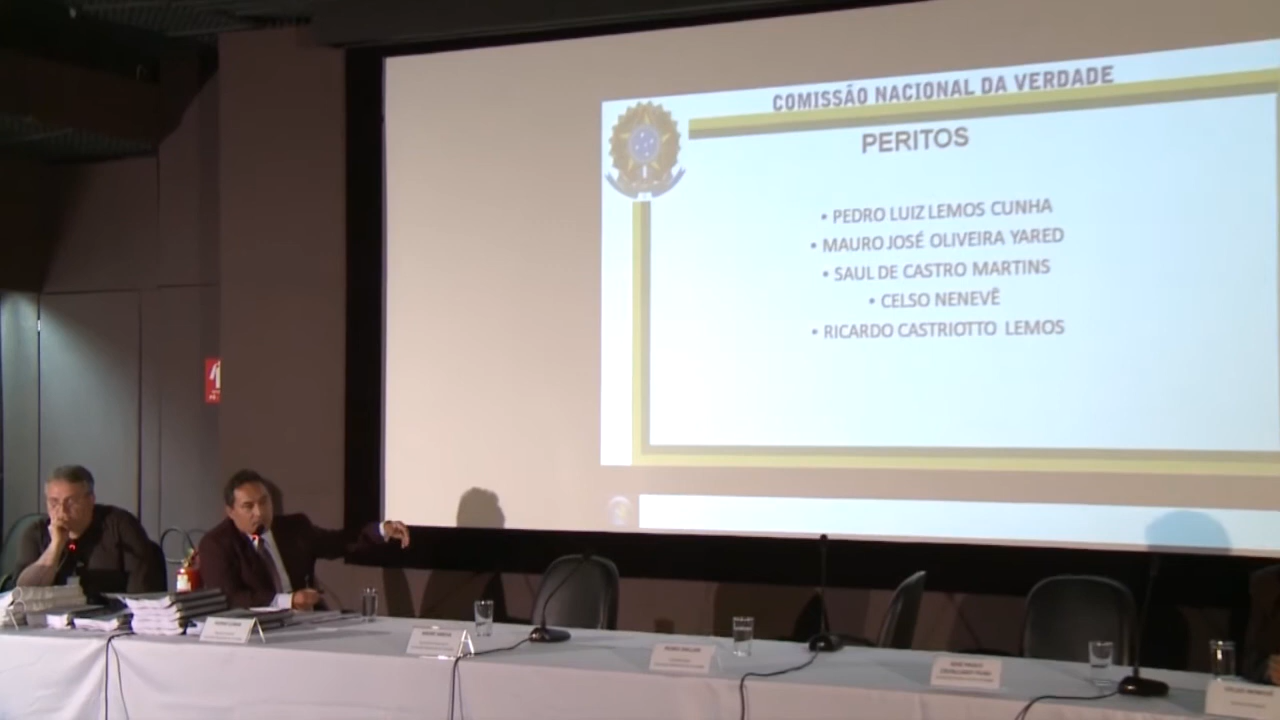 COMISSÃO NACIONAL DA VERDADE
PERITOS
• PEDRO LUIZ LEMOS CUNHA
• MAURO JOSÉ OLIVEIRA YARED
• SAUL DE CASTRO MARTINS
• CELSO NENEVÊ
• RICARDO CASTRIOTTO LEMOS